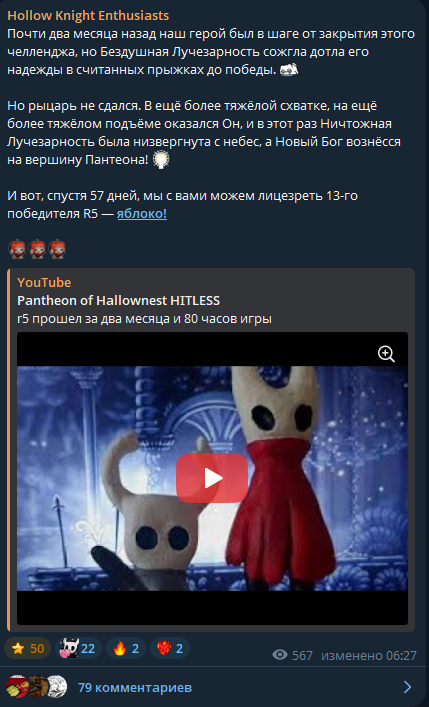 Hollow Knight Enthusiasts
Почти два месяца назад наш герой был в шаге от закрытия этого
челленджа, но Бездушная Лучезарность сожгла дотла его
надежды в считанных прыжках до победы.
Но рыцарь не сдался. В ещё более тяжёлой схватке, на ещё
более тяжёлом подъёме оказался Он, и в этот раз Ничтожная
Лучезарность была низвергнута с небес, а Новый Бог вознёсся
на вершину Пантеона!
И вот, спустя 57 дней, мы с вами можем лицезреть 13-го
победителя R5 — яблоко!
YouTube
Pantheon of Hallownest HITLESS
r5 прошел за два месяца и 80 часов игры
50 22 2 2
567 изменено 06:27
79 комментариев